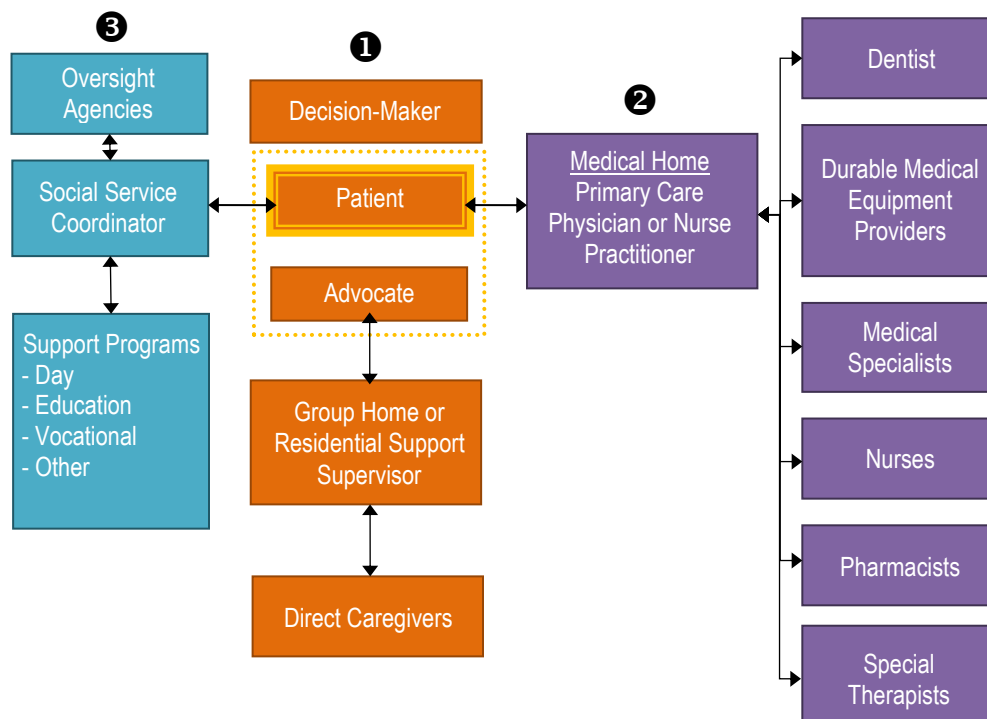 ❸
Oversight
Agencies
Social Service
Coordinator
Support Programs
- Day
- Education
- Vocational
- Other
❶
Decision-Maker
Patient
Advocate
Group Home or
Residential Support
Supervisor
Direct Caregivers
❷
Medical Home
Primary Care
Physician or Nurse
Practitioner
Dentist
Durable Medical
Equipment
Providers
Medical
Specialists
Nurses
Pharmacists
Special
Therapists